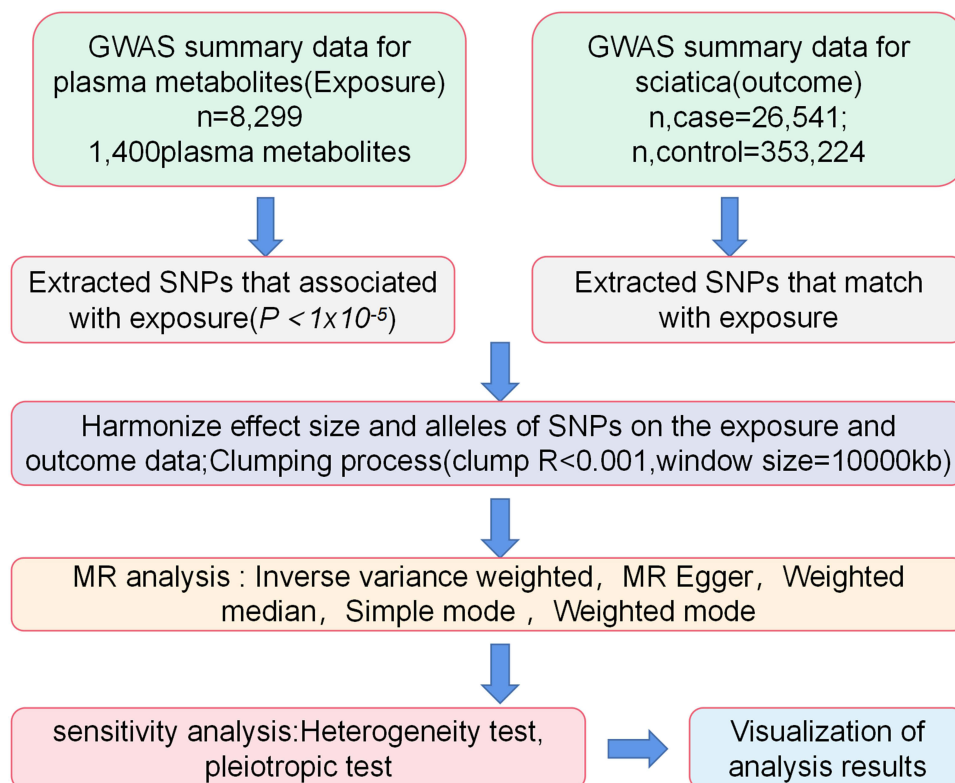 GWAS summary data for
plasma metabolites(Exposure)
n=8,299
1,400plasma metabolites
GWAS summary data for
sciatica(outcome)
n,case=26,541;
n,control=353,224
Extracted SNPs that associated
with exposure(P < 1x10⁻⁵)
Extracted SNPs that match
with exposure
Harmonize effect size and alleles of SNPs on the exposure and
outcome data;Clumping process(clump R<0.001,window size=10000kb)
MR analysis : Inverse variance weighted, MR Egger, Weighted
median, Simple mode , Weighted mode
sensitivity analysis:Heterogeneity test,
pleiotropic test
Visualization of
analysis results